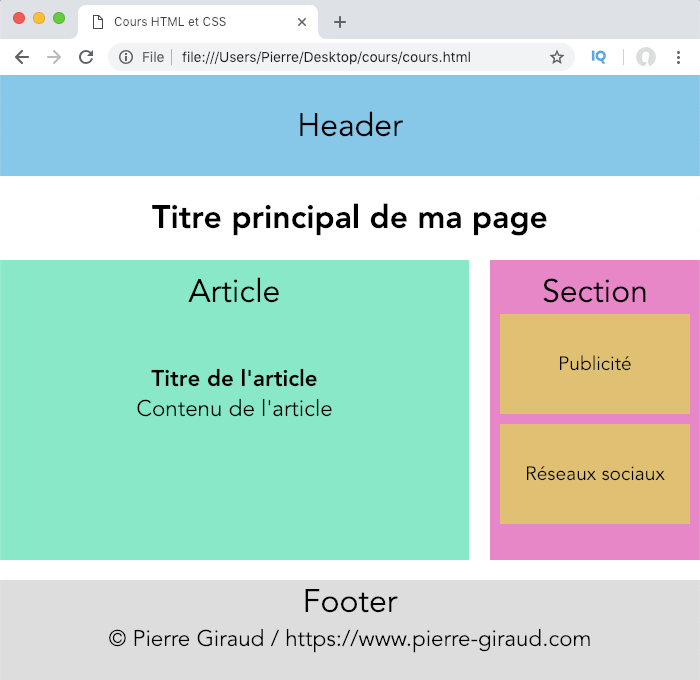 Cours HTML et CSS
File
file:///Users/Pierre/Desktop/cours/cours.html
IQ
Header
Titre principal de ma page
Article
Titre de l'article
Contenu de l'article
Section
Publicité
Réseaux sociaux
Footer
© Pierre Giraud / https://www.pierre-giraud.com